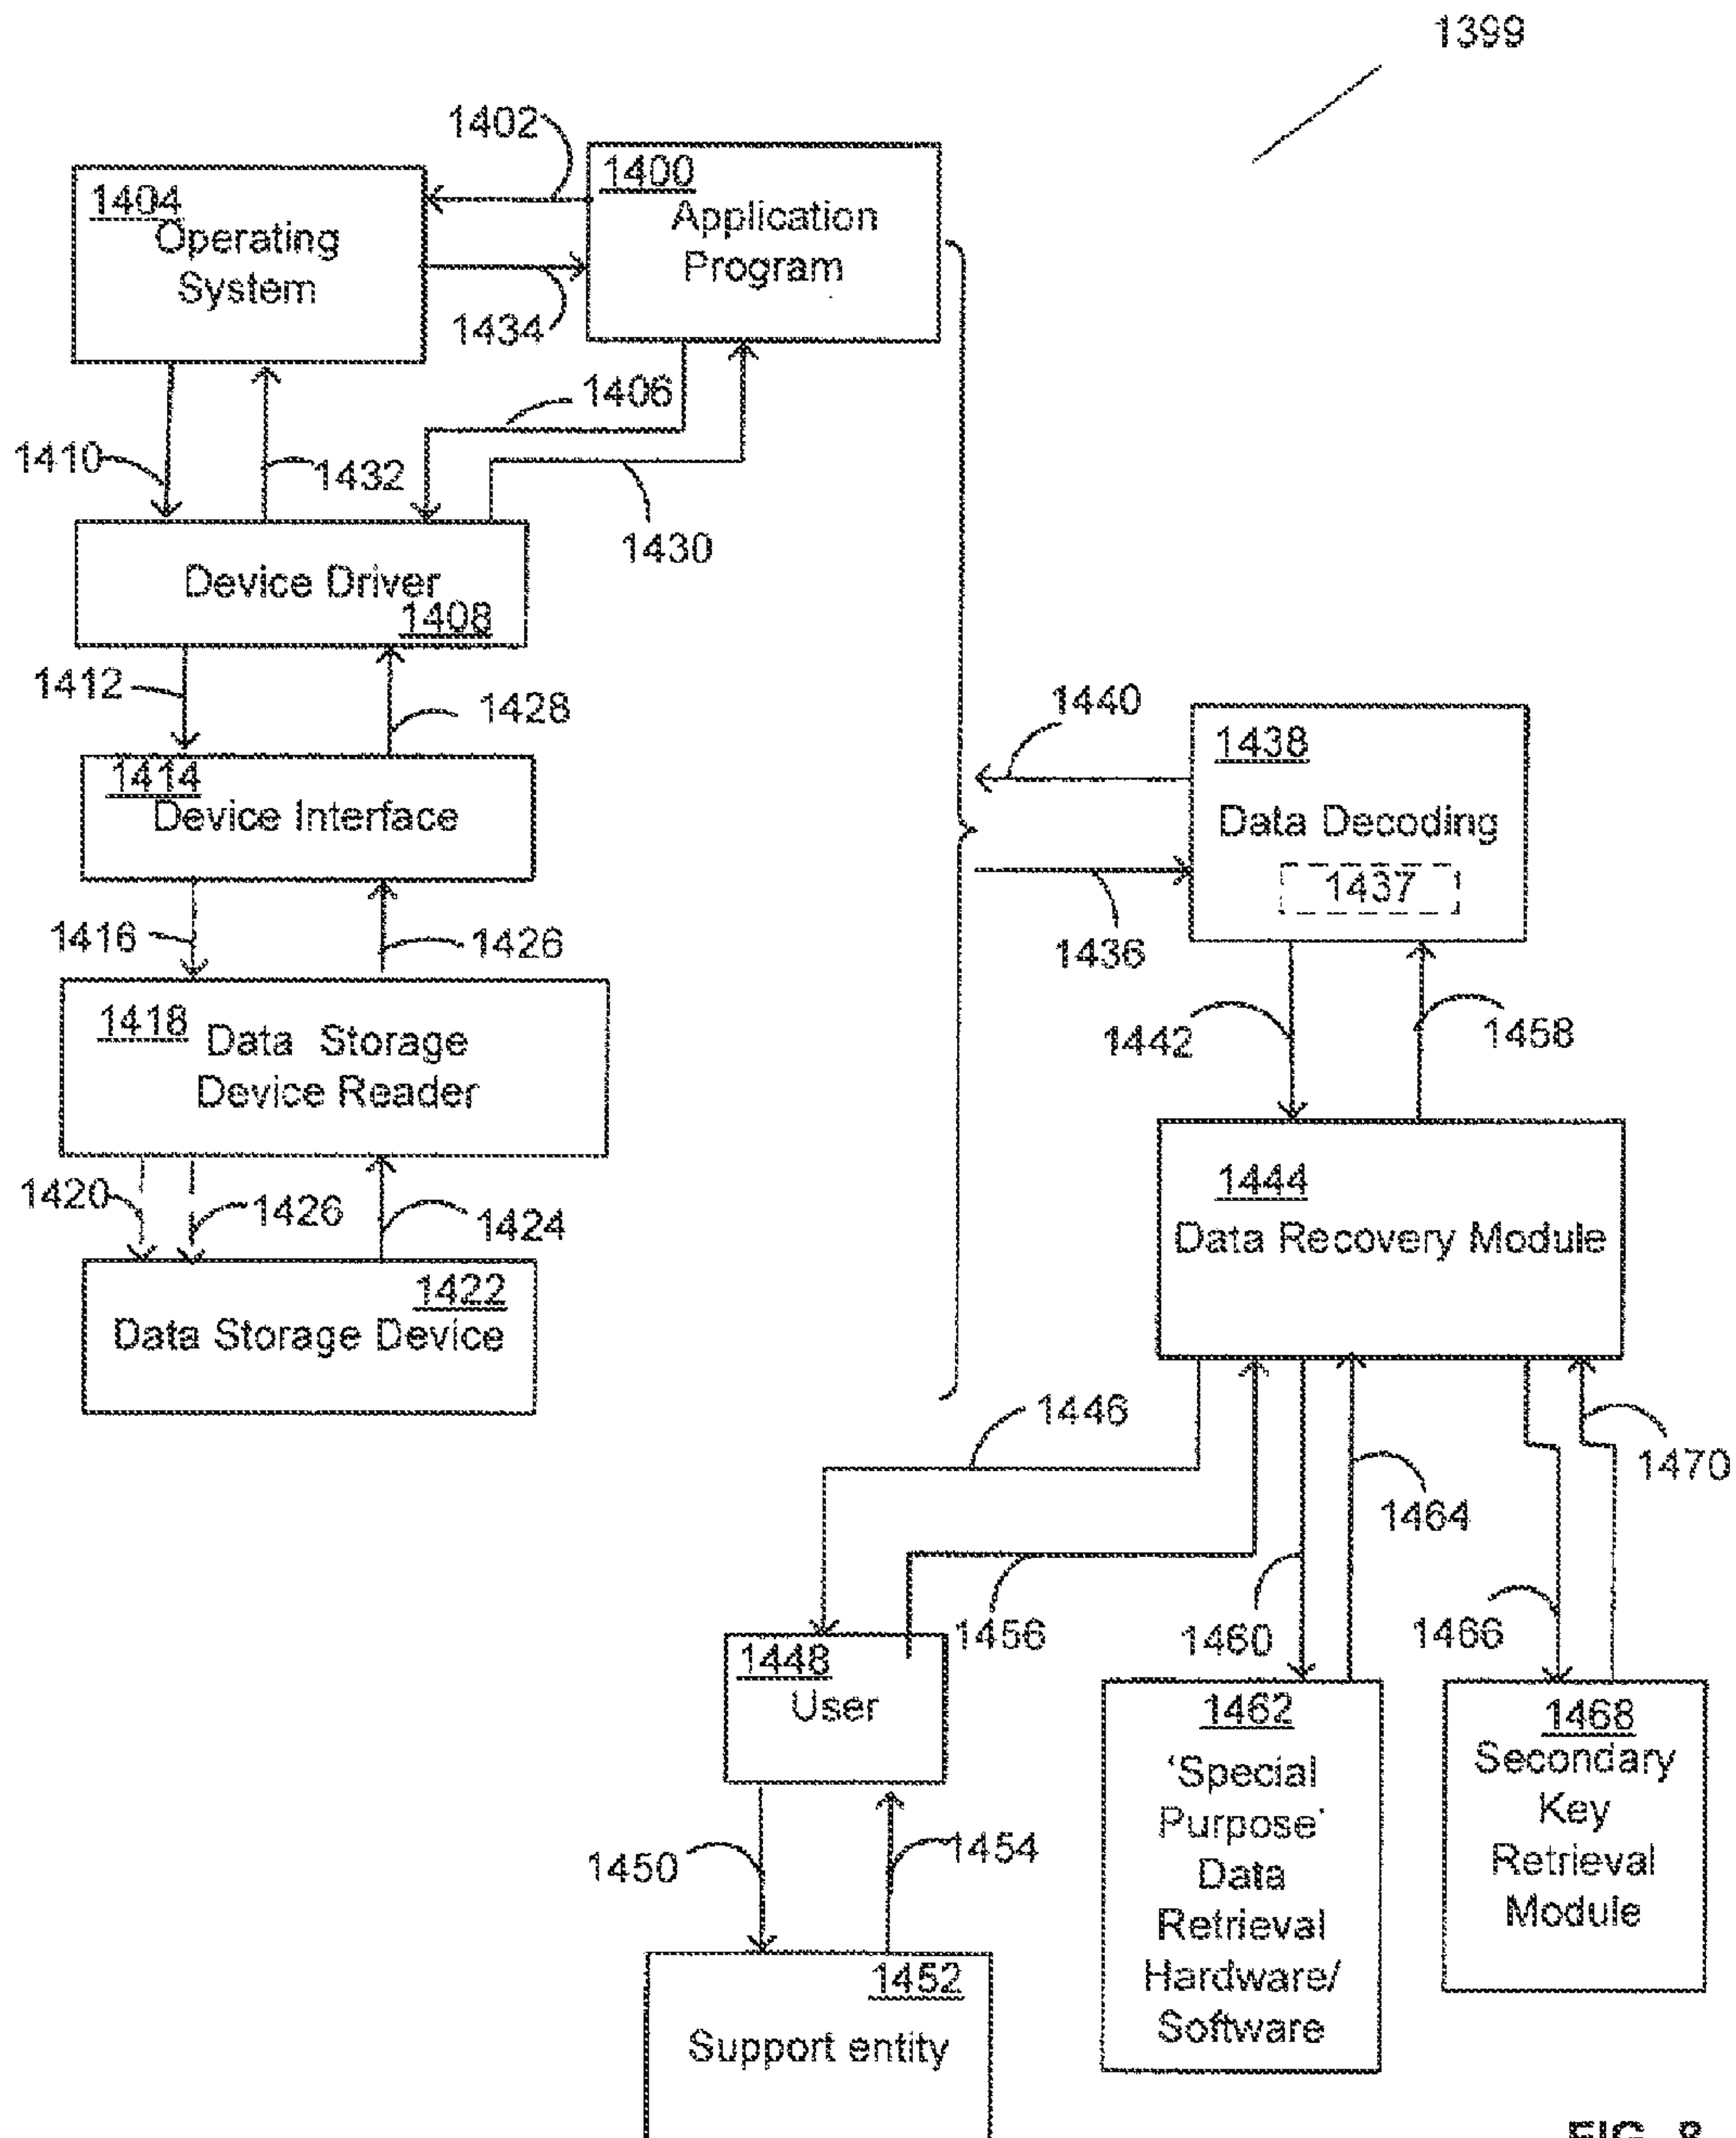 1399
1402
1400
Application
Program
1404
Operating
System
1434
1406
1410
1432
1430
Device Driver
1408
1412
1428
1414
Device Interface
1440
1438
Data Decoding
1437
1436
1416
1426
1418
Data Storage
Device Reader
1442
1458
1420
1426
1424
1444
Data Recovery Module
1422
Data Storage Device
1446
1470
1464
1456
1460
1466
1448
User
1462
'Special
Purpose'
Data
Retrieval
Hardware/
Software
1468
Secondary
Key
Retrieval
Module
1450
1454
1452
Support entity
FIG. 8